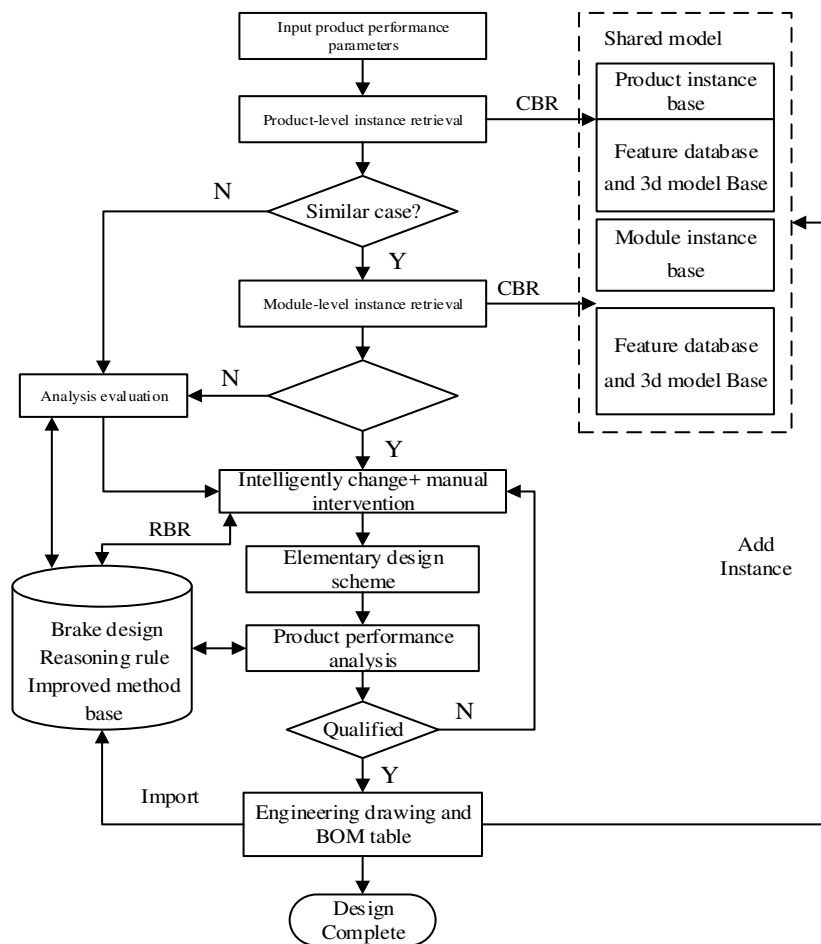 Input product performance
parameters
Shared model
Product instance
base
Product-level instance retrieval
CBR
Feature database
and 3d model Base
N
Similar case?
Module instance
base
Y
Module-level instance retrieval
CBR
Feature database
and 3d model Base
Analysis evaluation
N
Y
Intelligently change+ manual
intervention
RBR
Elementary design
scheme
Add
Instance
Brake design
Reasoning rule
Improved method
base
Product performance
analysis
N
Qualified
Y
Import
Engineering drawing and
BOM table
Design
Complete